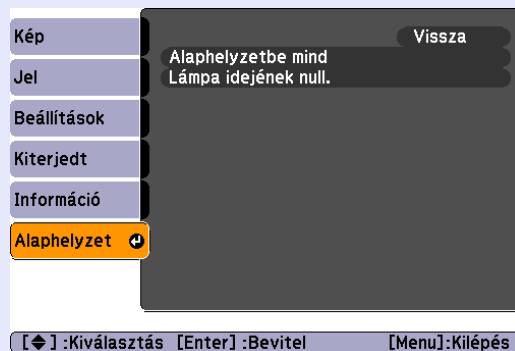 Kép
Jel
Beállítások
Kiterjedt
Információ
Alaphelyzet
Vissza
Alaphelyzetbe mind
Lámpa idejének null.
[◆] :Kiválasztás [Enter] :Bevitel [Menu]:Kilépés